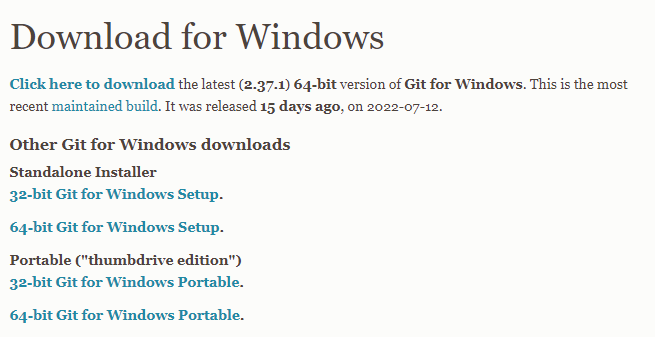 Download for Windows
Click here to download the latest (2.37.1) 64-bit version of Git for Windows. This is the most
recent maintained build. It was released 15 days ago, on 2022-07-12.
Other Git for Windows downloads
Standalone Installer
32-bit Git for Windows Setup.
64-bit Git for Windows Setup.
Portable ("thumbdrive edition")
32-bit Git for Windows Portable.
64-bit Git for Windows Portable.